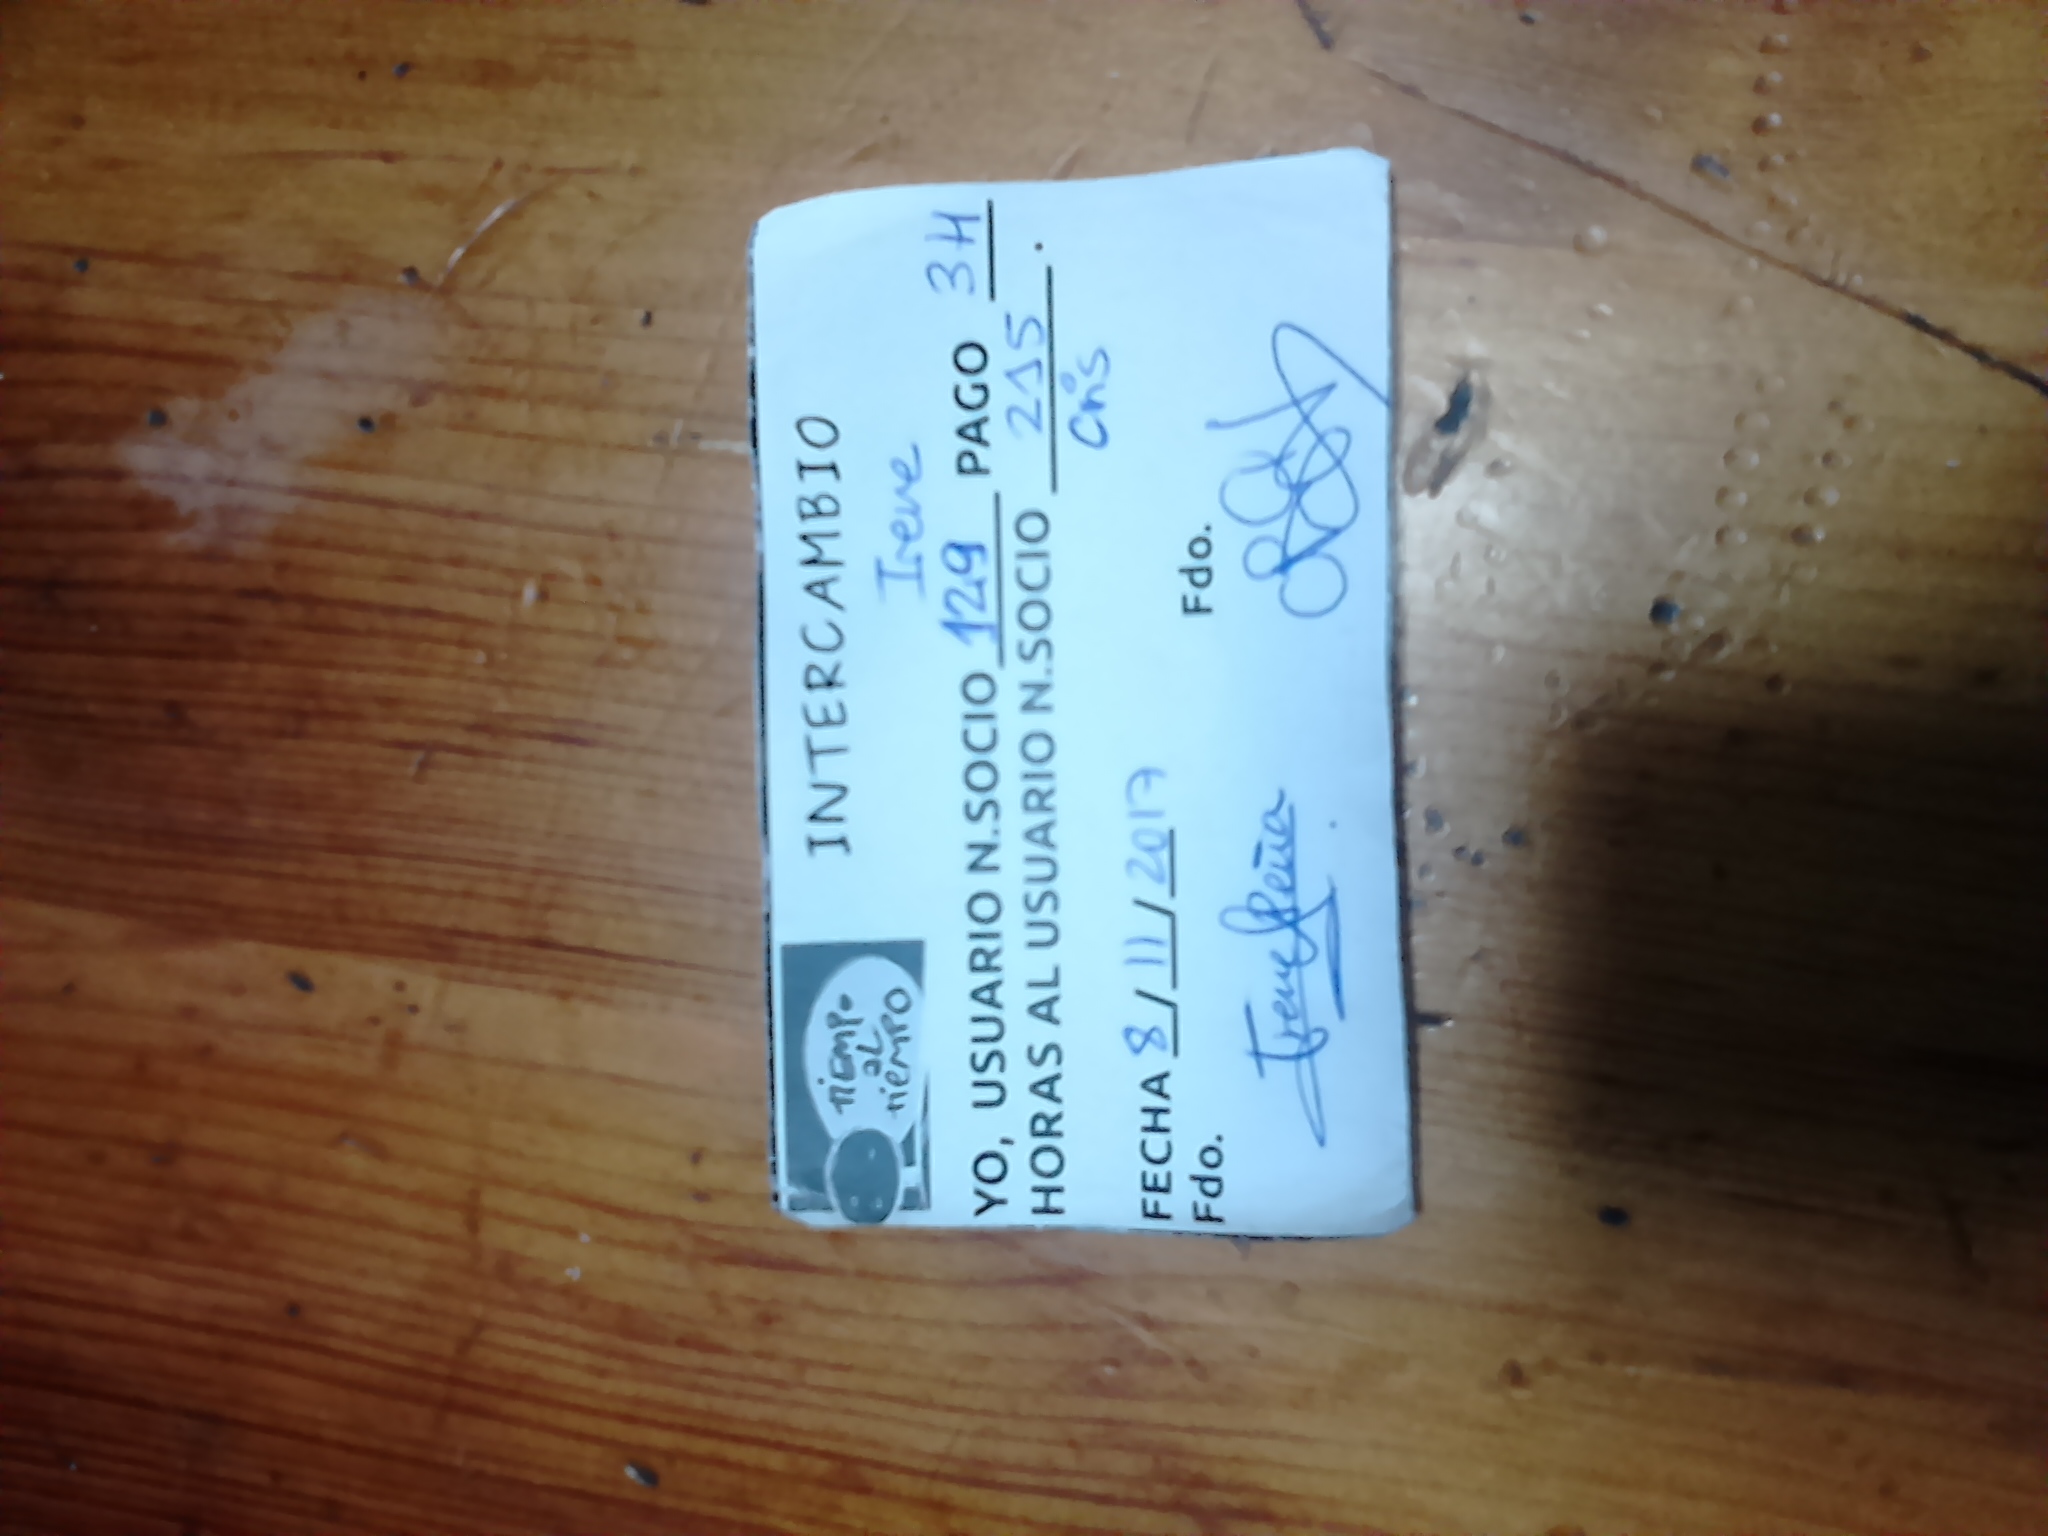 INTERCAMBIO
TIEMPO
AL
TIEMPO
Irene
YO, USUARIO N.SOCIO 129 PAGO 3H
HORAS AL USUARIO N.SOCIO 215.
Cris
FECHA 8/11/2017
Fdo. Fdo.
Irene Peña